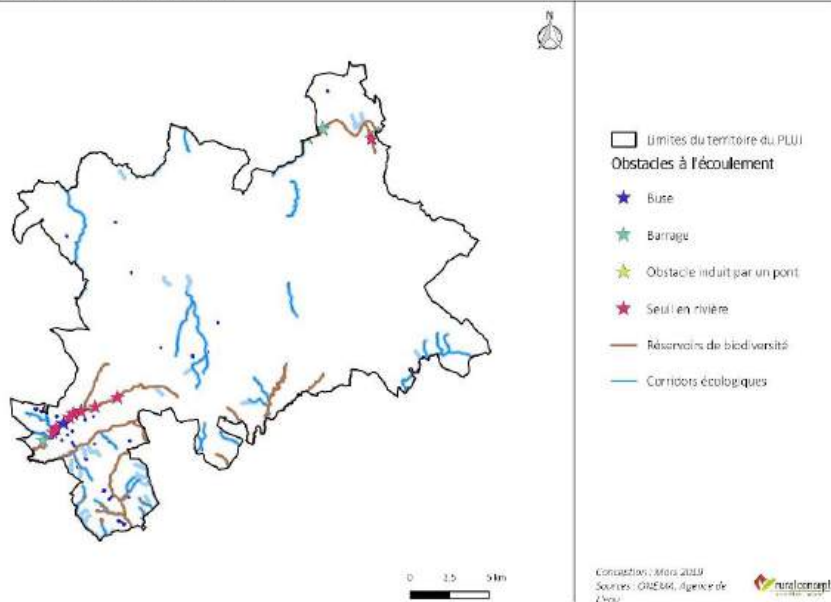 N
Limites du territoire du PLUI
Obstacles à l'écoulement
Buse
Barrage
Obstacle induit par un pont
Seuil en rivière
Réservoirs de biodiversité
Corridors écologiques
0 2,5 5 km
Conception : Mars 2019
Sources : ONEMA, Agence de
l'eau
ruralconcept